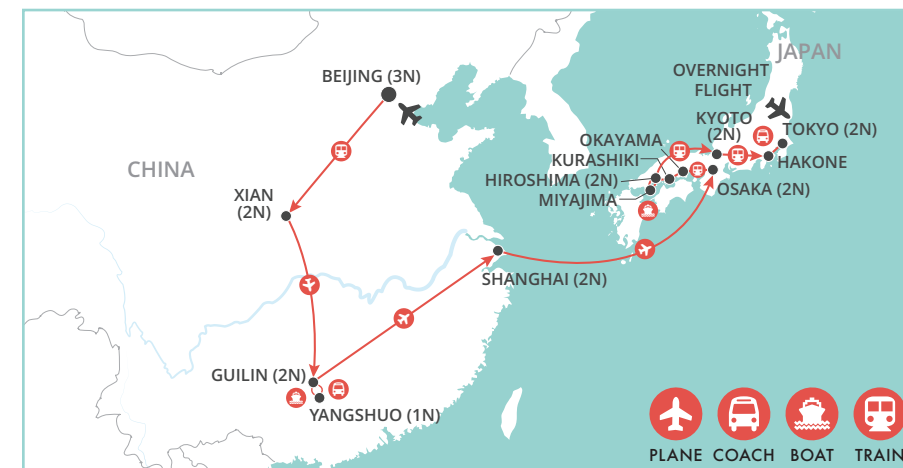 JAPAN
BEIJING (3N)
OVERNIGHT
FLIGHT
KYOTO
(2N)
TOKYO (2N)
OKAYAMA
KURASHIKI
HAKONE
CHINA
HIROSHIMA (2N)
OSAKA (2N)
MIYAJIMA
XIAN
(2N)
SHANGHAI (2N)
GUILIN (2N)
YANGSHUO (1N)
PLANE COACH BOAT TRAIN